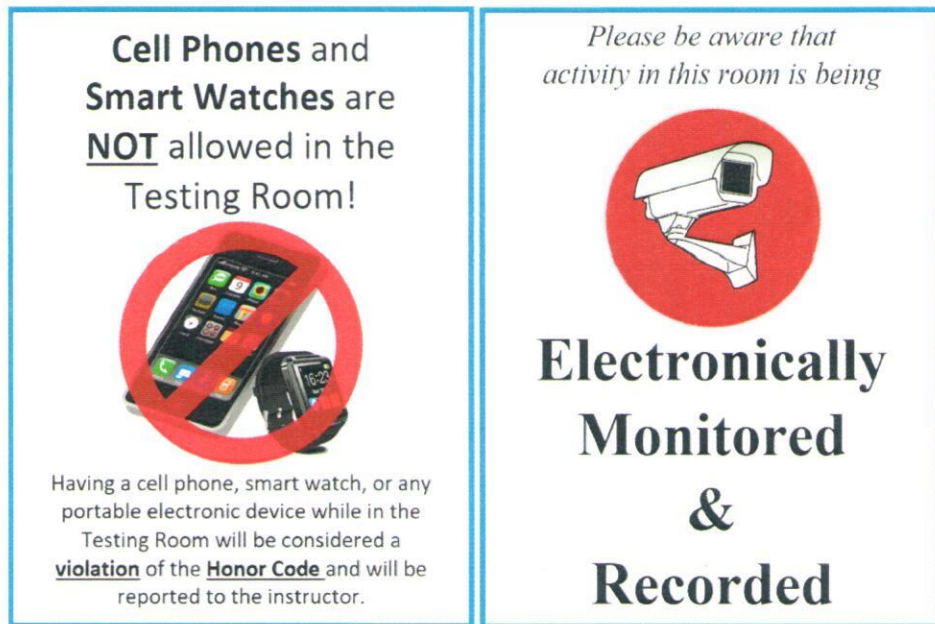 Cell Phones and
Smart Watches are
NOT allowed in the
Testing Room!
16:23
Having a cell phone, smart watch, or any
portable electronic device while in the
Testing Room will be considered a
violation of the Honor Code and will be
reported to the instructor.
Please be aware that
activity in this room is being
Electronically
Monitored
&
Recorded